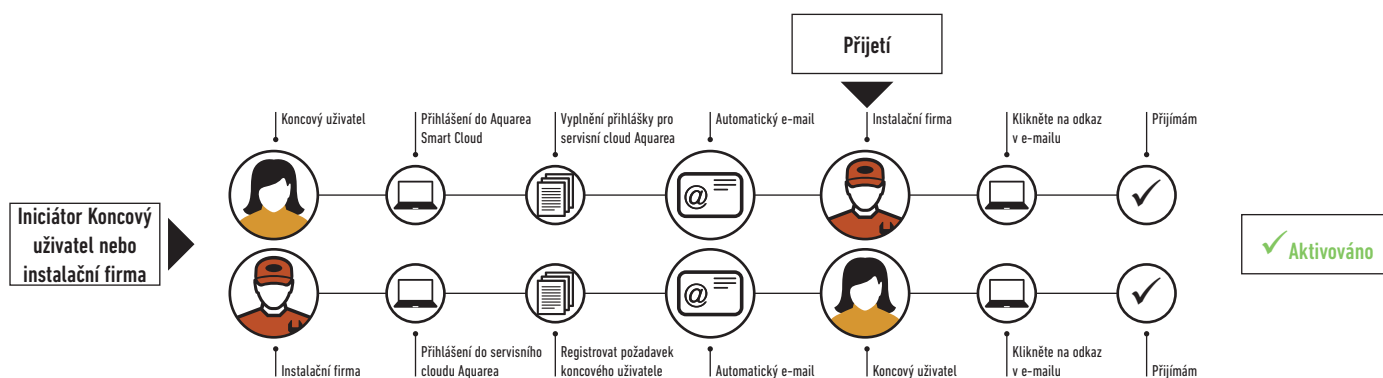 Přijetí
Koncový uživatel
Přihlášení do Aquarea
Smart Cloud
Vyplnění přihlášky pro
servisní cloud Aquarea
Automatický e-mail
Instalační firma
Klikněte na odkaz
v e-mailu
Přijímám
@
Iniciátor Koncový
uživatel nebo
instalační firma
Aktivováno
@
Instalační firma
Přihlášení do servisního
cloudu Aquarea
Registrovat požadavek
koncového uživatele
Automatický e-mail
Koncový uživatel
Klikněte na odkaz
v e-mailu
Přijímám